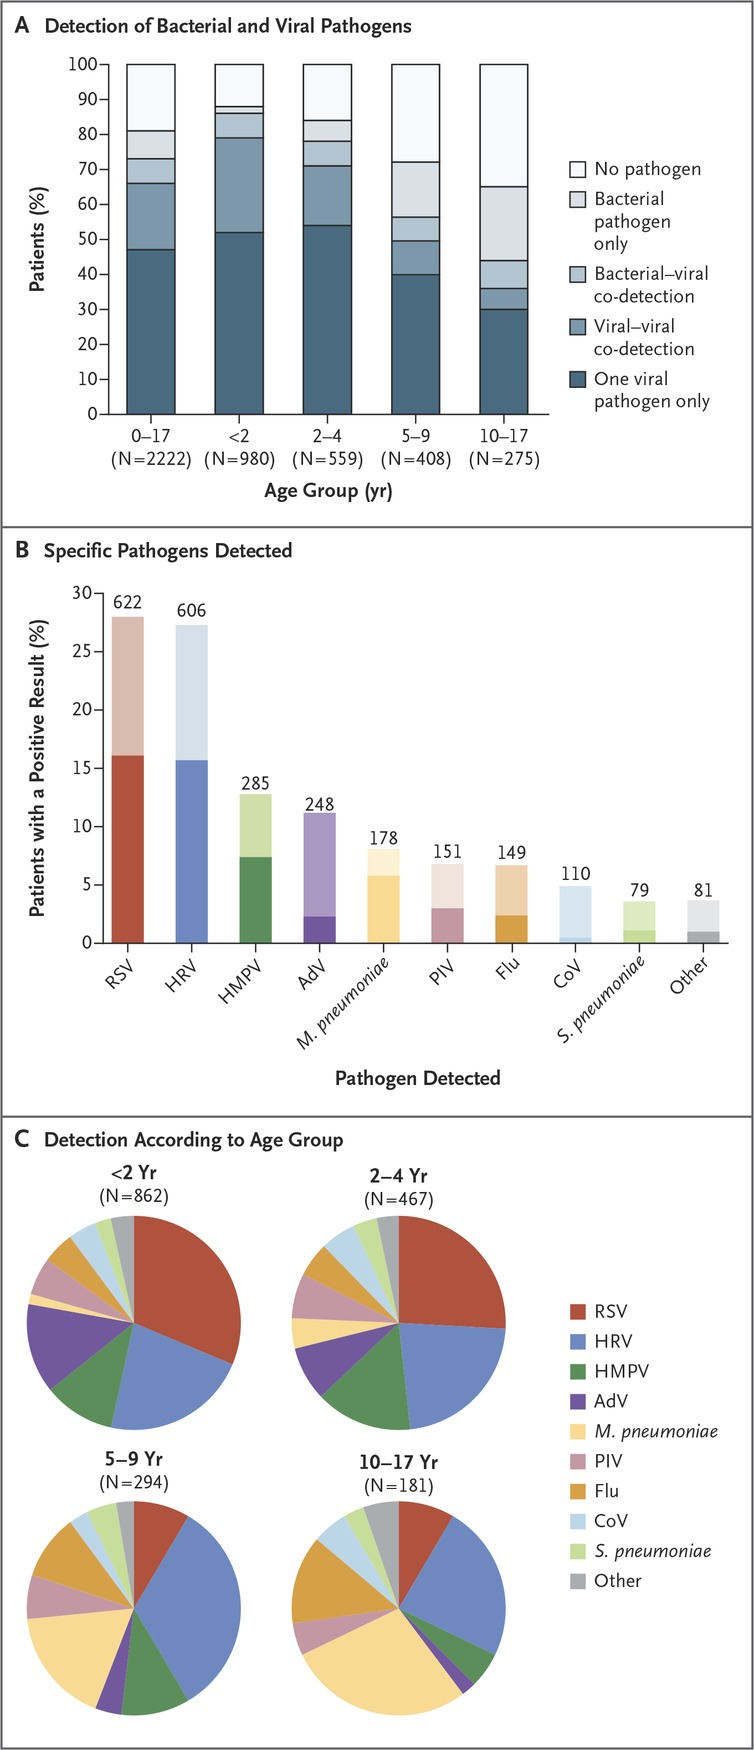 A Detection of Bacterial and Viral Pathogens
100
90
80
70
60
50
40
30
20
10
0
Patients (%)
0–17
(N=2222)
<2
(N=980)
2–4
(N=559)
5–9
(N=408)
10–17
(N=275)
Age Group (yr)
No pathogen
Bacterial
pathogen
only
Bacterial–viral
co-detection
Viral–viral
co-detection
One viral
pathogen only
B Specific Pathogens Detected
30
25
20
15
10
5
0
Patients with a Positive Result (%)
622
606
285
248
178
151
149
110
79
81
RSV
HRV
HMPV
AdV
M. pneumoniae
PIV
Flu
CoV
S. pneumoniae
Other
Pathogen Detected
C Detection According to Age Group
<2 Yr
(N=862)
2–4 Yr
(N=467)
5–9 Yr
(N=294)
10–17 Yr
(N=181)
RSV
HRV
HMPV
AdV
M. pneumoniae
PIV
Flu
CoV
S. pneumoniae
Other